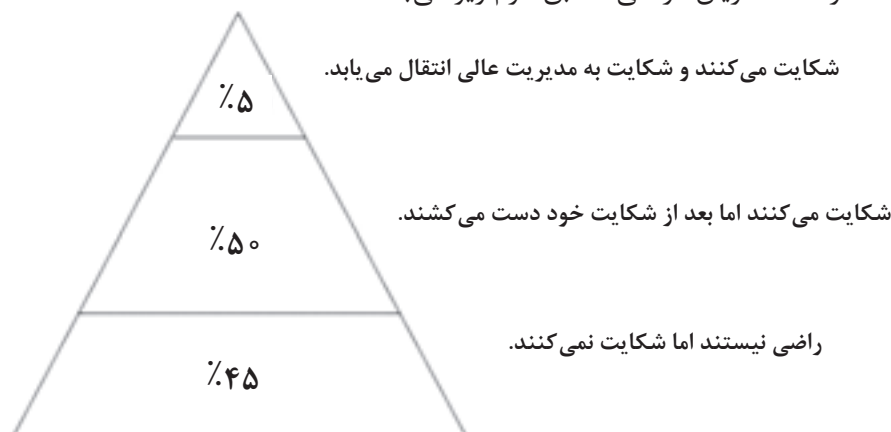 شکایت می‌کنند و شکایت به مدیریت عالی انتقال می‌یابد.
٪۵
شکایت می‌کنند اما بعد از شکایت خود دست می‌کشند.
٪۵۰
راضی نیستند اما شکایت نمی‌کنند.
٪۴۵